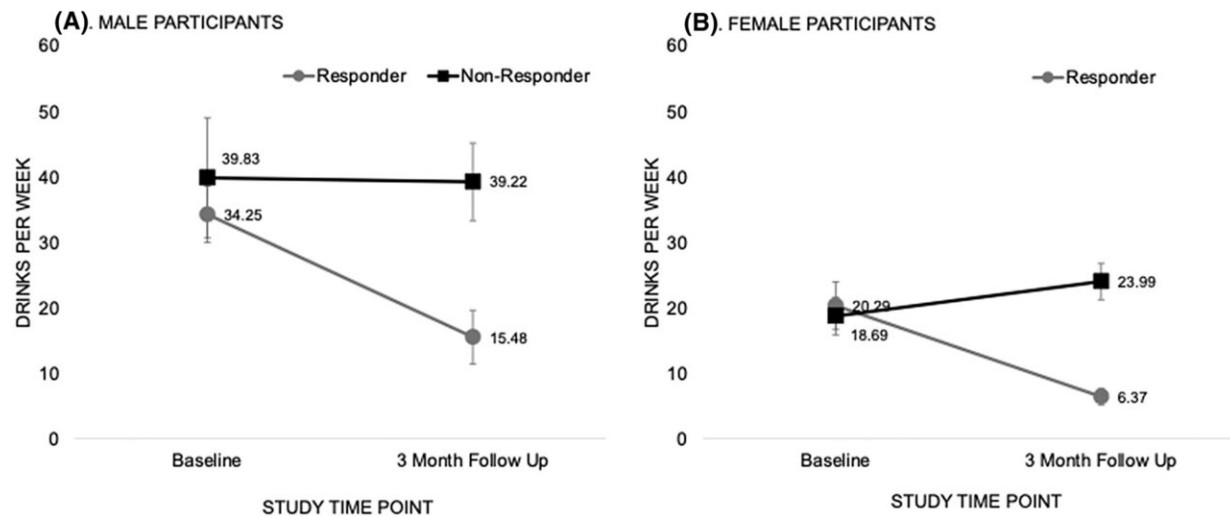 (A). MALE PARTICIPANTS
60
50
40
30
20
10
0
DRINKS PER WEEK
Responder
Non-Responder
39.83
34.25
39.22
15.48
Baseline
3 Month Follow Up
STUDY TIME POINT
(B). FEMALE PARTICIPANTS
60
50
40
30
20
10
0
DRINKS PER WEEK
Responder
20.29
18.69
23.99
6.37
Baseline
3 Month Follow Up
STUDY TIME POINT